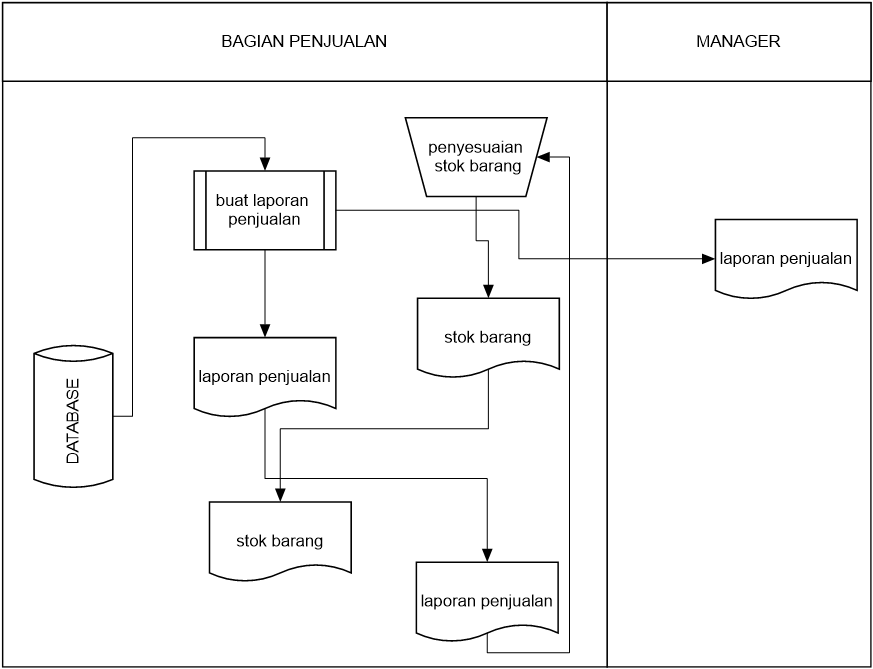 BAGIAN PENJUALAN
MANAGER
penyesuaian
stok barang
buat laporan
penjualan
laporan penjualan
stok barang
laporan penjualan
DATABASE
stok barang
laporan penjualan